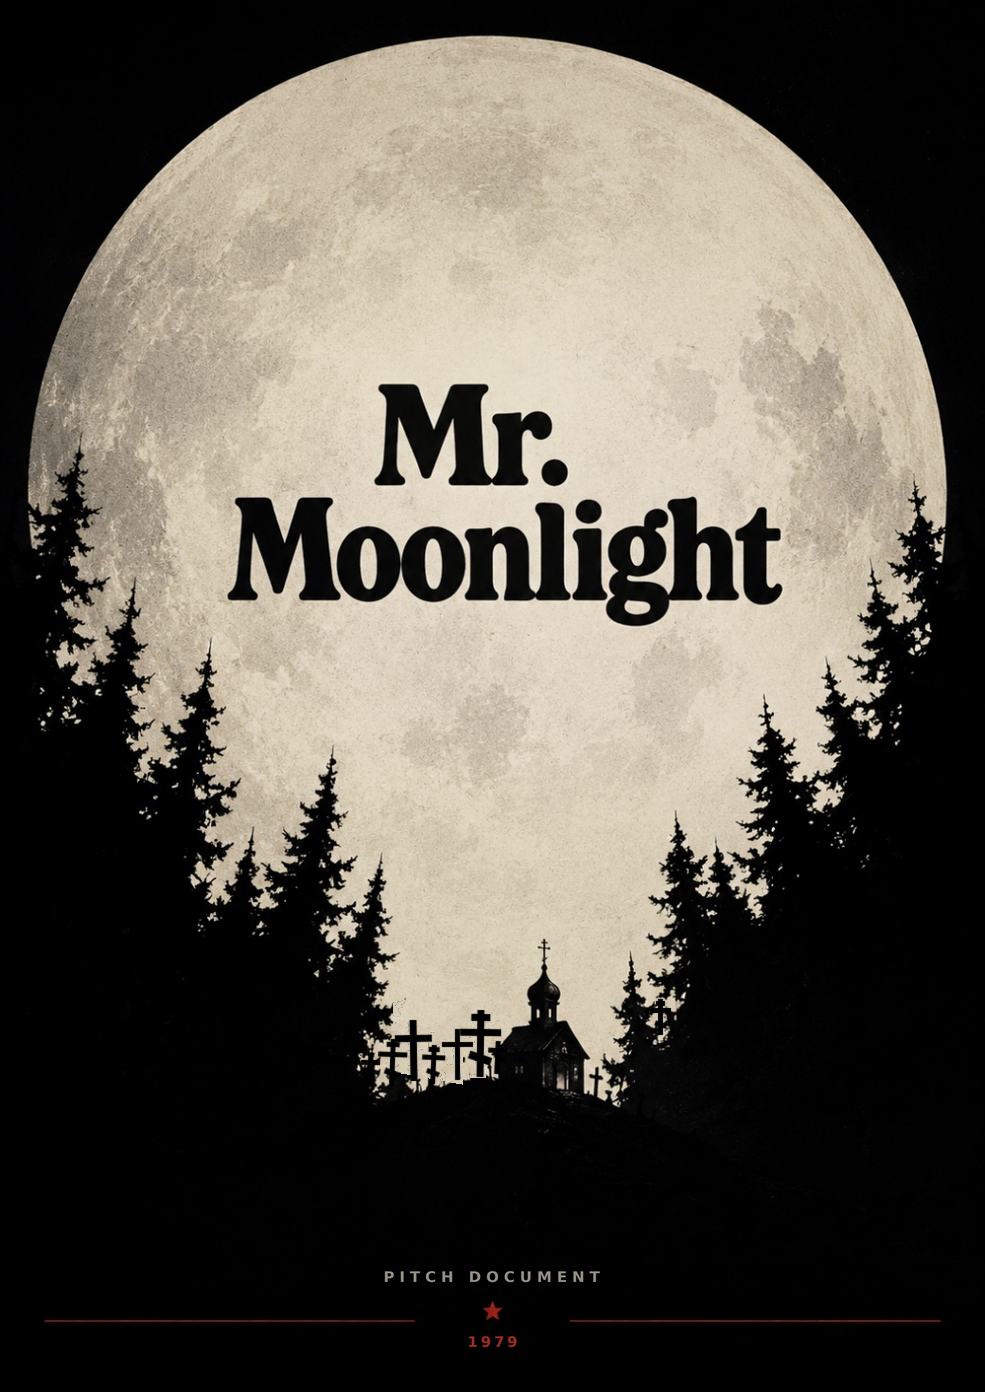 Mr.
Moonlight
PITCH DOCUMENT
1979